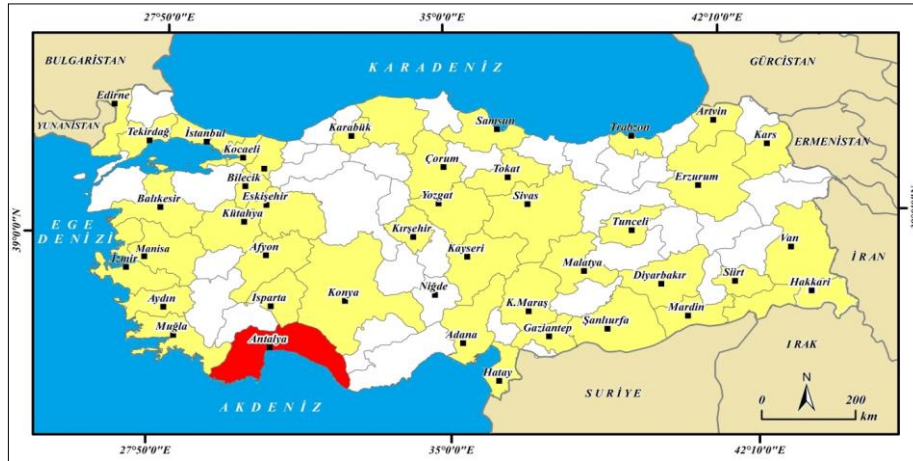 27°50'0"E
35°0'0"E
42°10'0"E
BULGARİSTAN
KARADENİZ
GÜRCİSTAN
Edirne
YUNANİSTAN
Tekirdağ
İstanbul
Kocaeli
Karabük
Samsun
Trabzon
Artvin
Kars
ERMENİSTAN
Bilecik
Eskişehir
Çorum
Tokat
Erzurum
Balıkesir
Kütahya
Yozgat
Sivas
39°0'0"N
EGE
DENİZİ
Manisa
İzmir
Afyon
Kırşehir
Kayseri
Tunceli
Van
İRAN
Malatya
Diyarbakır
Siirt
Hakkâri
Aydın
Isparta
Konya
Niğde
K.Maraş
Mardin
Muğla
Antalya
Adana
Gaziantep
Şanlıurfa
Hatay
IRAK
SURİYE
AKDENİZ
N
0 200
km
27°50'0"E
35°0'0"E
42°10'0"E